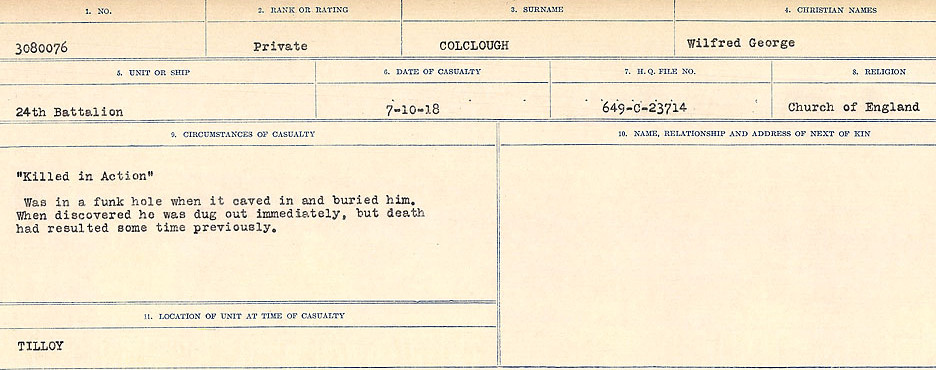 1. NO.
2. RANK OR RATING
3. SURNAME
4. CHRISTIAN NAMES
3080076
Private
COLCLOUGH
Wilfred George
5. UNIT OR SHIP
6. DATE OF CASUALTY
7. H.Q. FILE NO.
8. RELIGION
24th Battalion
7-10-18
649-C-23714
Church of England
9. CIRCUMSTANCES OF CASUALTY
"Killed in Action"
Was in a funk hole when it caved in and buried him.
When discovered he was dug out immediately, but death
had resulted some time previously.
10. NAME, RELATIONSHIP AND ADDRESS OF NEXT OF KIN
11. LOCATION OF UNIT AT TIME OF CASUALTY
TILLOY